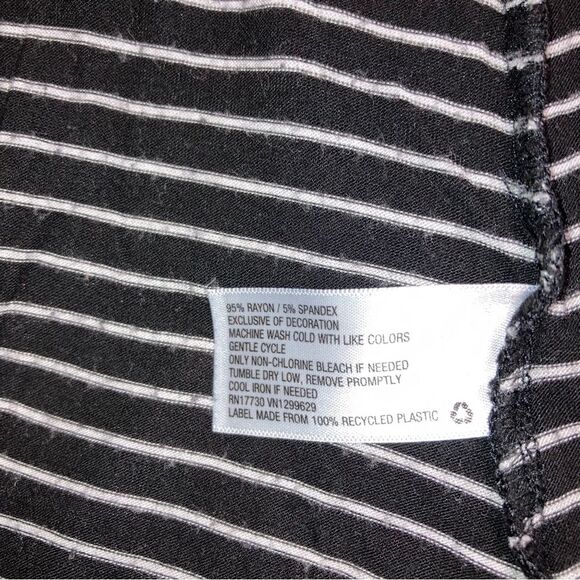 95% RAYON / 5% SPANDEX
EXCLUSIVE OF DECORATION
MACHINE WASH COLD WITH LIKE COLORS
GENTLE CYCLE
ONLY NON-CHLORINE BLEACH IF NEEDED
TUMBLE DRY LOW, REMOVE PROMPTLY
COOL IRON IF NEEDED
RN17730 VN1299629
LABEL MADE FROM 100% RECYCLED PLASTIC